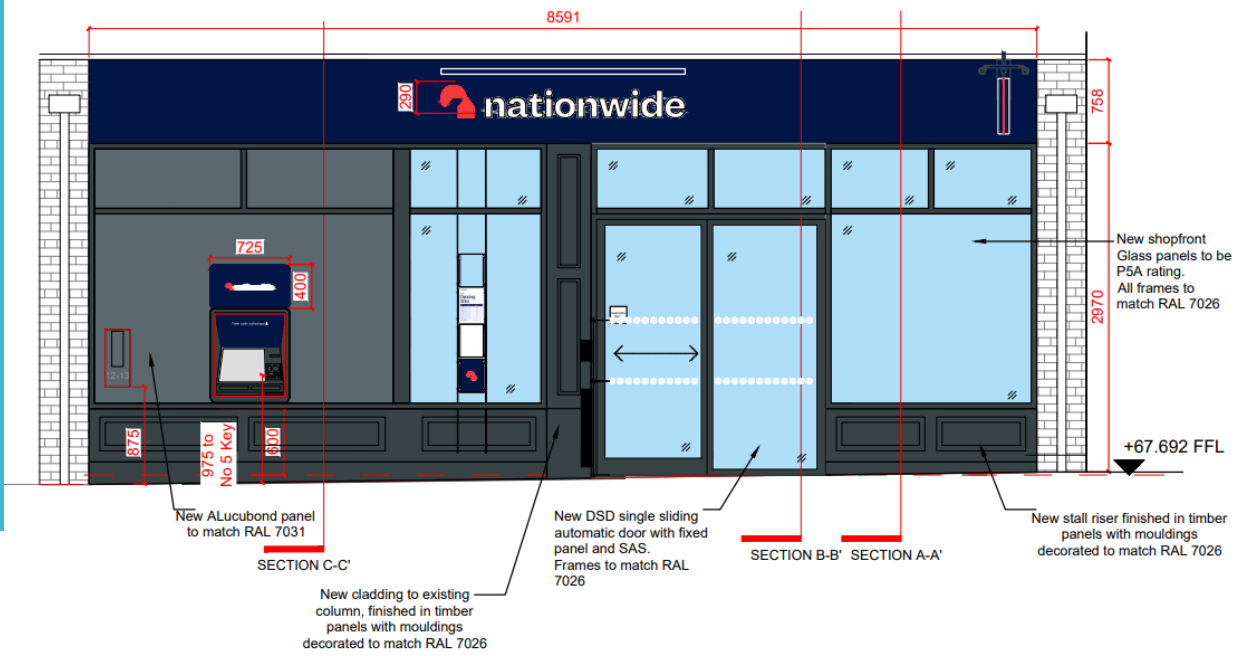 8591
290
nationwide
758
725
400
12-13
875
975 to
No 5 Key
600
2970
New shopfront
Glass panels to be
P5A rating.
All frames to
match RAL 7026
+67.692 FFL
New ALucubond panel
to match RAL 7031
SECTION C-C'
New cladding to existing
column, finished in timber
panels with mouldings
decorated to match RAL 7026
New DSD single sliding
automatic door with fixed
panel and SAS.
Frames to match RAL
7026
SECTION B-B'
SECTION A-A'
New stall riser finished in timber
panels with mouldings
decorated to match RAL 7026